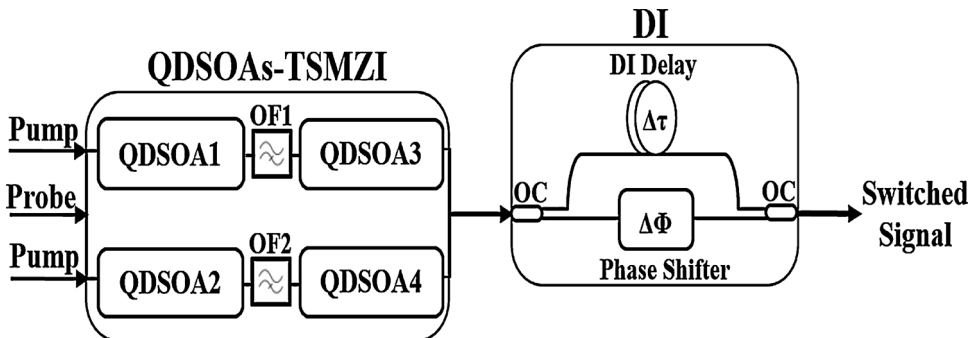 QDSOAs-TSMZI
Pump
Probe
Pump
QDSOA1
OF1
QDSOA3
QDSOA2
OF2
QDSOA4
DI
DI Delay
Δτ
OC
ΔΦ
Phase Shifter
OC
Switched
Signal